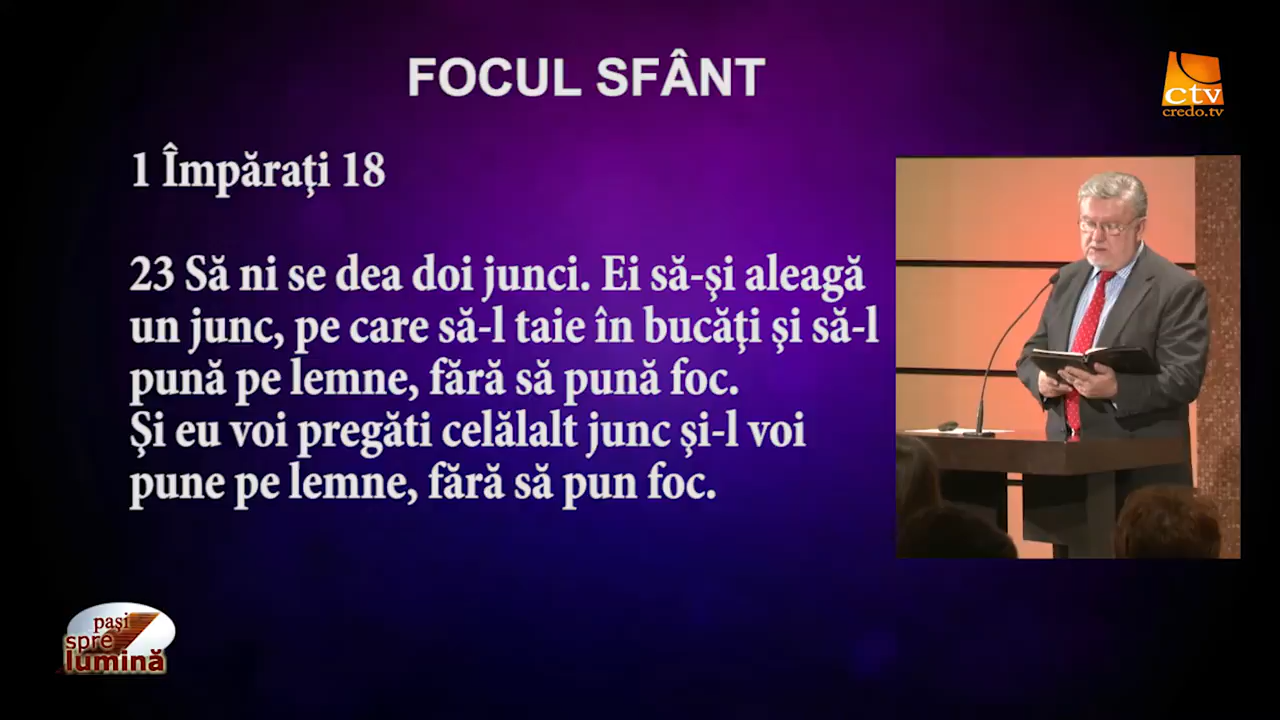 FOCUL SFÂNT
ctv
credo.tv
1 Împăraţi 18
23 Să ni se dea doi junci. Ei să-şi aleagă
un junc, pe care să-l taie în bucăţi şi să-l
pună pe lemne, fără să pună foc.
Şi eu voi pregăti celălalt junc şi-l voi
pune pe lemne, fără să pun foc.
paşi
spre
lumină